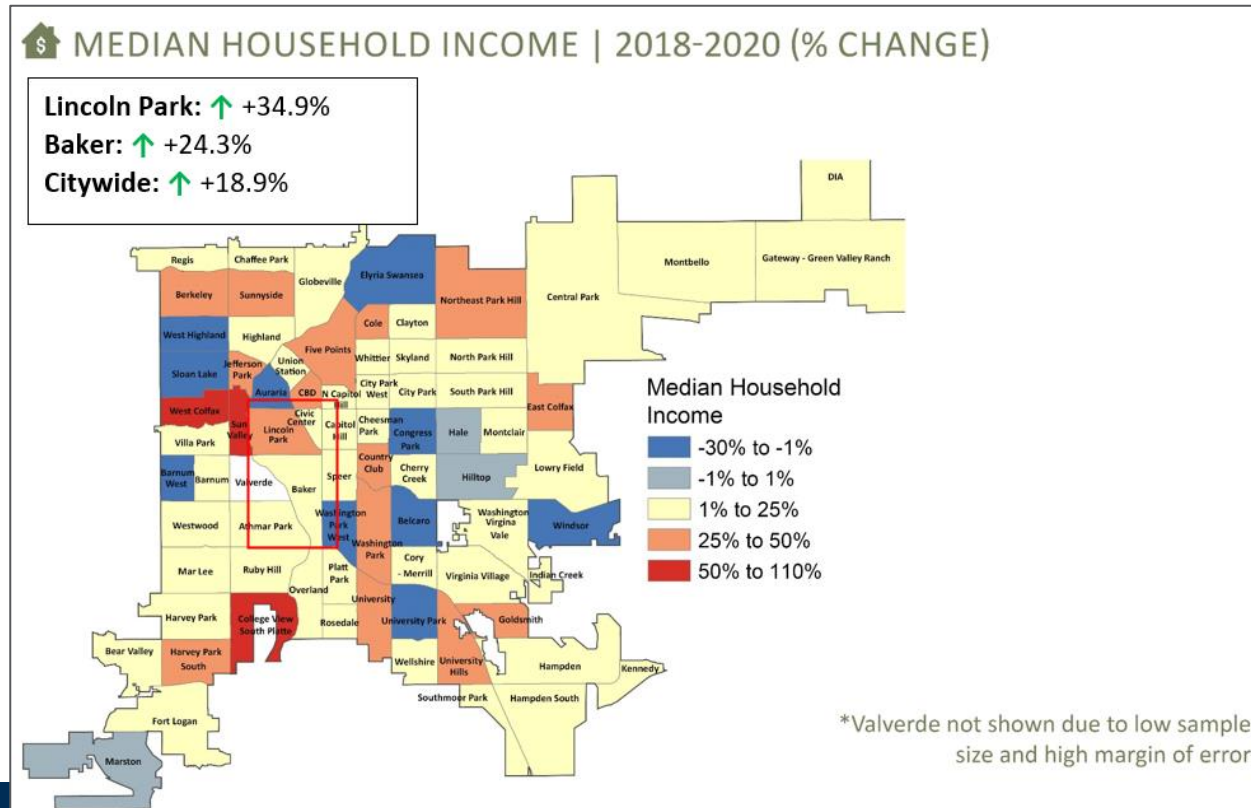 MEDIAN HOUSEHOLD INCOME | 2018-2020 (% CHANGE)
Lincoln Park: ↑ +34.9%
Baker: ↑ +24.3%
Citywide: ↑ +18.9%
DIA
Regis
Chaffee Park
Globeville
Elyria Swansea
Montbello
Gateway - Green Valley Ranch
Berkeley
Sunnyside
Northeast Park Hill
Central Park
West Highland
Highland
Five Points
Cole
Clayton
Sloan Lake
Jefferson
Park
Union
Station
Whittier
Skyland
North Park Hill
Auraria
CBD
N Capitol
Hill
City Park
West
City Park
South Park Hill
West Colfax
Sun
Valley
Lincoln
Park
Civic
Center
Capitol
Hill
Cheesman
Park
Congress
Park
Hale
Montclair
East Colfax
Villa Park
Country
Club
Cherry
Creek
Hilltop
Lowry Field
Barnum
West
Barnum
Valverde
Baker
Speer
Westwood
Athmar Park
Washington
Park
West
Washington
Park
Belcaro
Washington
Virgina
Vale
Windsor
Mar Lee
Ruby Hill
Overland
Platt
Park
Cory
- Merrill
Virginia Village
Indian Creek
Harvey Park
College View
South Platte
Rosedale
University
University Park
Goldsmith
Bear Valley
Harvey Park
South
Wellshire
University
Hills
Hampden
Kennedy
Southmoor Park
Hampden South
Fort Logan
Marston
Median Household
Income
-30% to -1%
-1% to 1%
1% to 25%
25% to 50%
50% to 110%
*Valverde not shown due to low sample
size and high margin of error